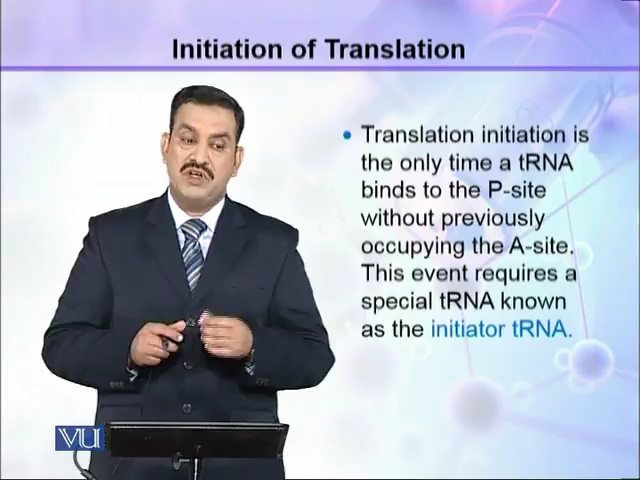 Initiation of Translation
• Translation initiation is
the only time a tRNA
binds to the P-site
without previously
occupying the A-site.
This event requires a
special tRNA known
as the initiator tRNA.
VU